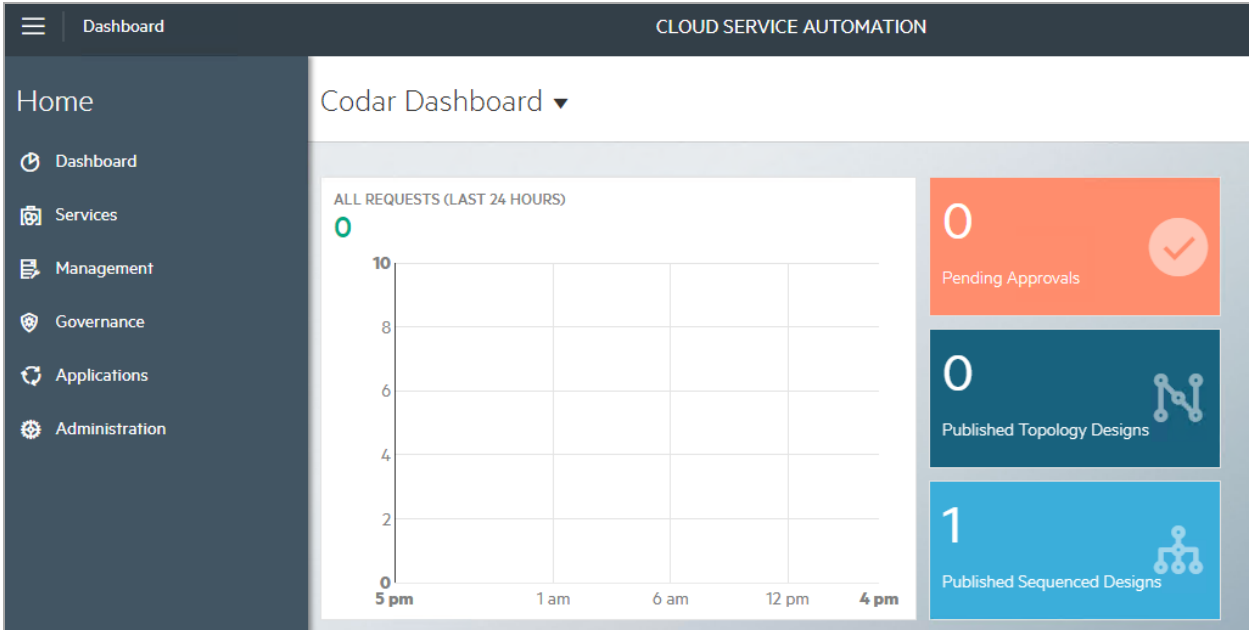 Dashboard
CLOUD SERVICE AUTOMATION
Home
Dashboard
Services
Management
Governance
Applications
Administration
Codar Dashboard
ALL REQUESTS (LAST 24 HOURS)
0
10
8
6
4
2
0
5 pm 1 am 6 am 12 pm 4 pm
0
Pending Approvals
0
Published Topology Designs
1
Published Sequenced Designs